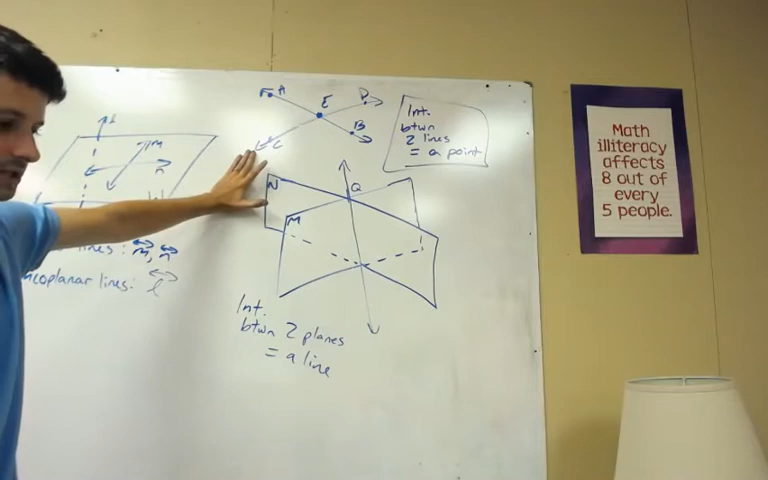 A
E
D
B
C
Int.
btwn
2 lines
= a point
l
m
n
N
Q
M
lines: m, n
coplanar lines: l
Int.
btwn 2 planes
= a line
Math
illiteracy
affects
8 out of
every
5 people.